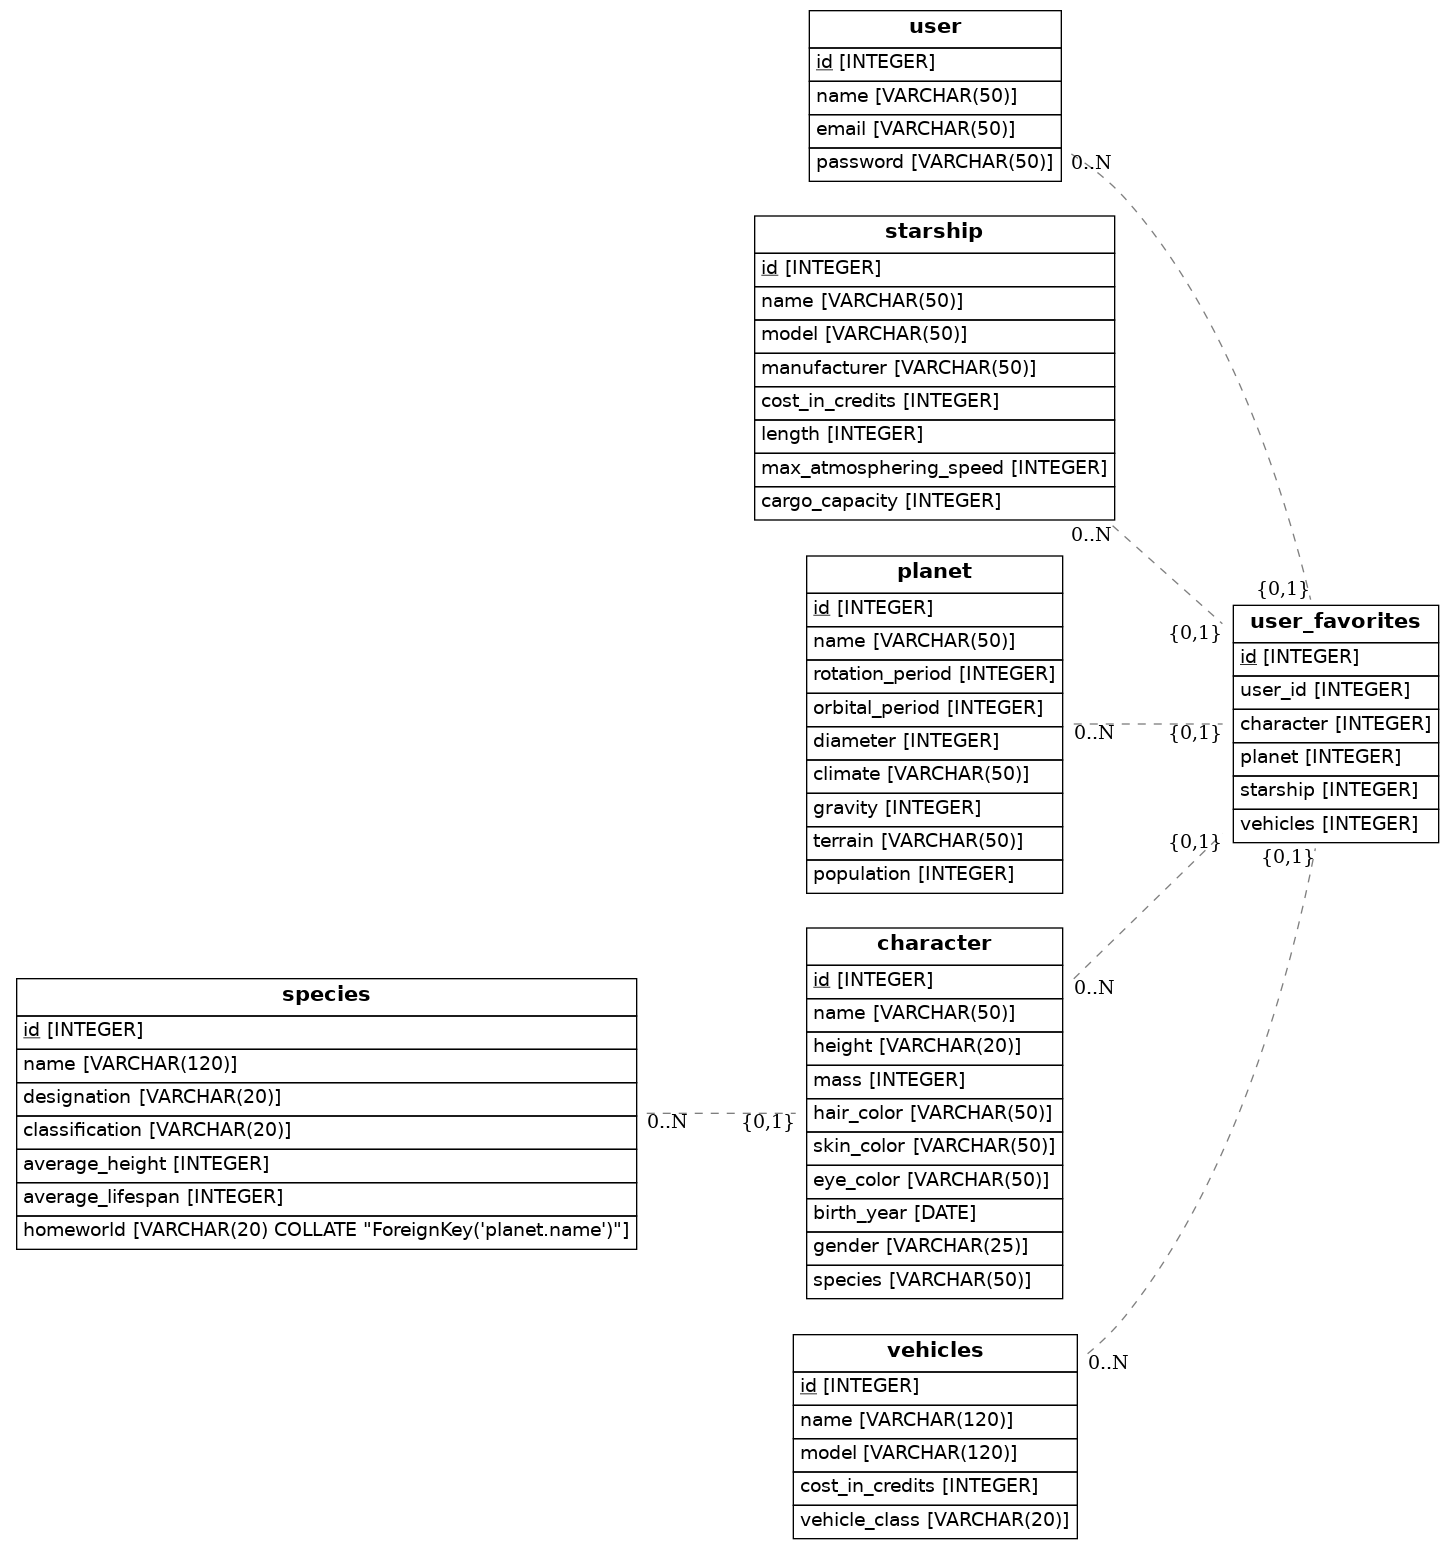 user
id [INTEGER]
name [VARCHAR(50)]
email [VARCHAR(50)]
password [VARCHAR(50)]
0..N
starship
id [INTEGER]
name [VARCHAR(50)]
model [VARCHAR(50)]
manufacturer [VARCHAR(50)]
cost_in_credits [INTEGER]
length [INTEGER]
max_atmosphering_speed [INTEGER]
cargo_capacity [INTEGER]
0..N
{0,1}
planet
id [INTEGER]
name [VARCHAR(50)]
rotation_period [INTEGER]
orbital_period [INTEGER]
diameter [INTEGER]
climate [VARCHAR(50)]
gravity [INTEGER]
terrain [VARCHAR(50)]
population [INTEGER]
0..N
{0,1}
{0,1}
user_favorites
id [INTEGER]
user_id [INTEGER]
character [INTEGER]
planet [INTEGER]
starship [INTEGER]
vehicles [INTEGER]
{0,1}
{0,1}
character
id [INTEGER]
name [VARCHAR(50)]
height [VARCHAR(20)]
mass [INTEGER]
hair_color [VARCHAR(50)]
skin_color [VARCHAR(50)]
eye_color [VARCHAR(50)]
birth_year [DATE]
gender [VARCHAR(25)]
species [VARCHAR(50)]
0..N
species
id [INTEGER]
name [VARCHAR(120)]
designation [VARCHAR(20)]
classification [VARCHAR(20)]
average_height [INTEGER]
average_lifespan [INTEGER]
homeworld [VARCHAR(20) COLLATE "ForeignKey('planet.name')"]
0..N
{0,1}
vehicles
id [INTEGER]
name [VARCHAR(120)]
model [VARCHAR(120)]
cost_in_credits [INTEGER]
vehicle_class [VARCHAR(20)]
0..N